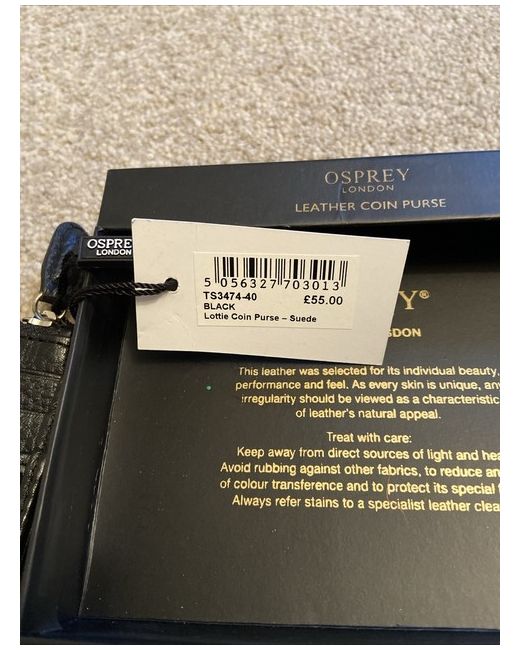 OSPREY
LONDON
LEATHER COIN PURSE
OSPREY
LONDON
5 056327 703013
TS3474-40 £55.00
BLACK
Lottie Coin Purse – Suede
Y®
This leather was selected for its individual beauty,
performance and feel. As every skin is unique, any
irregularity should be viewed as a characteristic
of leather's natural appeal.
Treat with care:
Keep away from direct sources of light and hea
Avoid rubbing against other fabrics, to reduce an
of colour transference and to protect its special
Always refer stains to a specialist leather clea